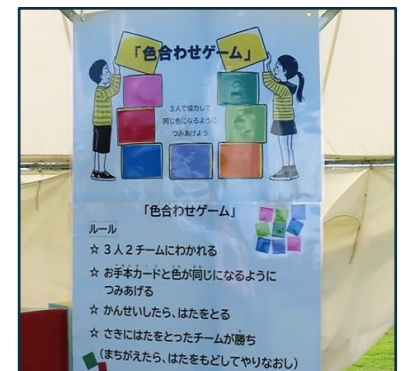 「色合わせゲーム」
3人で協力して
同じ色になるように
つみあげよう
「色合わせゲーム」
ルール
☆ 3人2チームにわかれる
☆ お手本カードと色が同じになるように
つみあげる
☆ かんせいしたら、はたをとる
☆ さきにはたをとったチームが勝ち
(まちがえたら、はたをもどしてやりなおし)